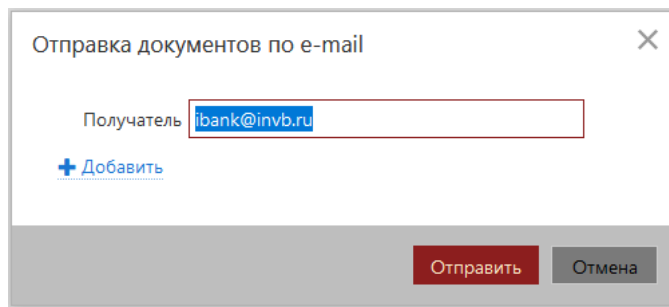 Отправка документов по e-mail
Получатель ibank@invb.ru
Добавить
Отправить Отмена